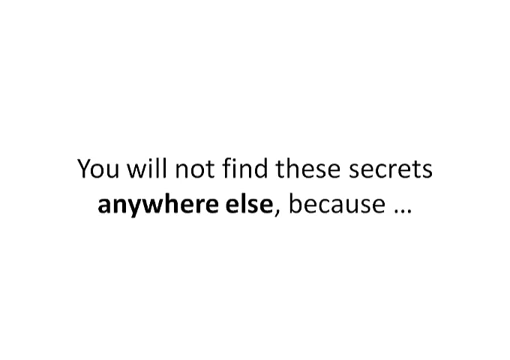 You will not find these secrets
anywhere else, because ...